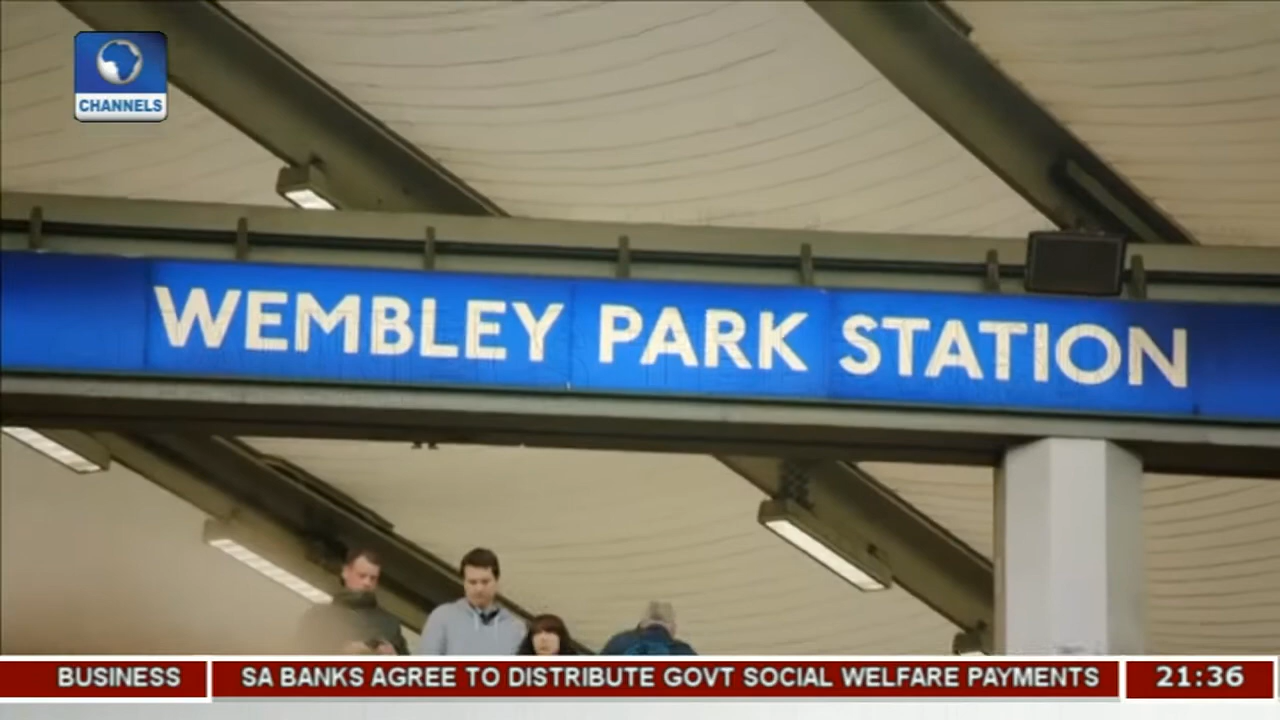 CHANNELS
WEMBLEY PARK STATION
BUSINESS SA BANKS AGREE TO DISTRIBUTE GOVT SOCIAL WELFARE PAYMENTS 21:36